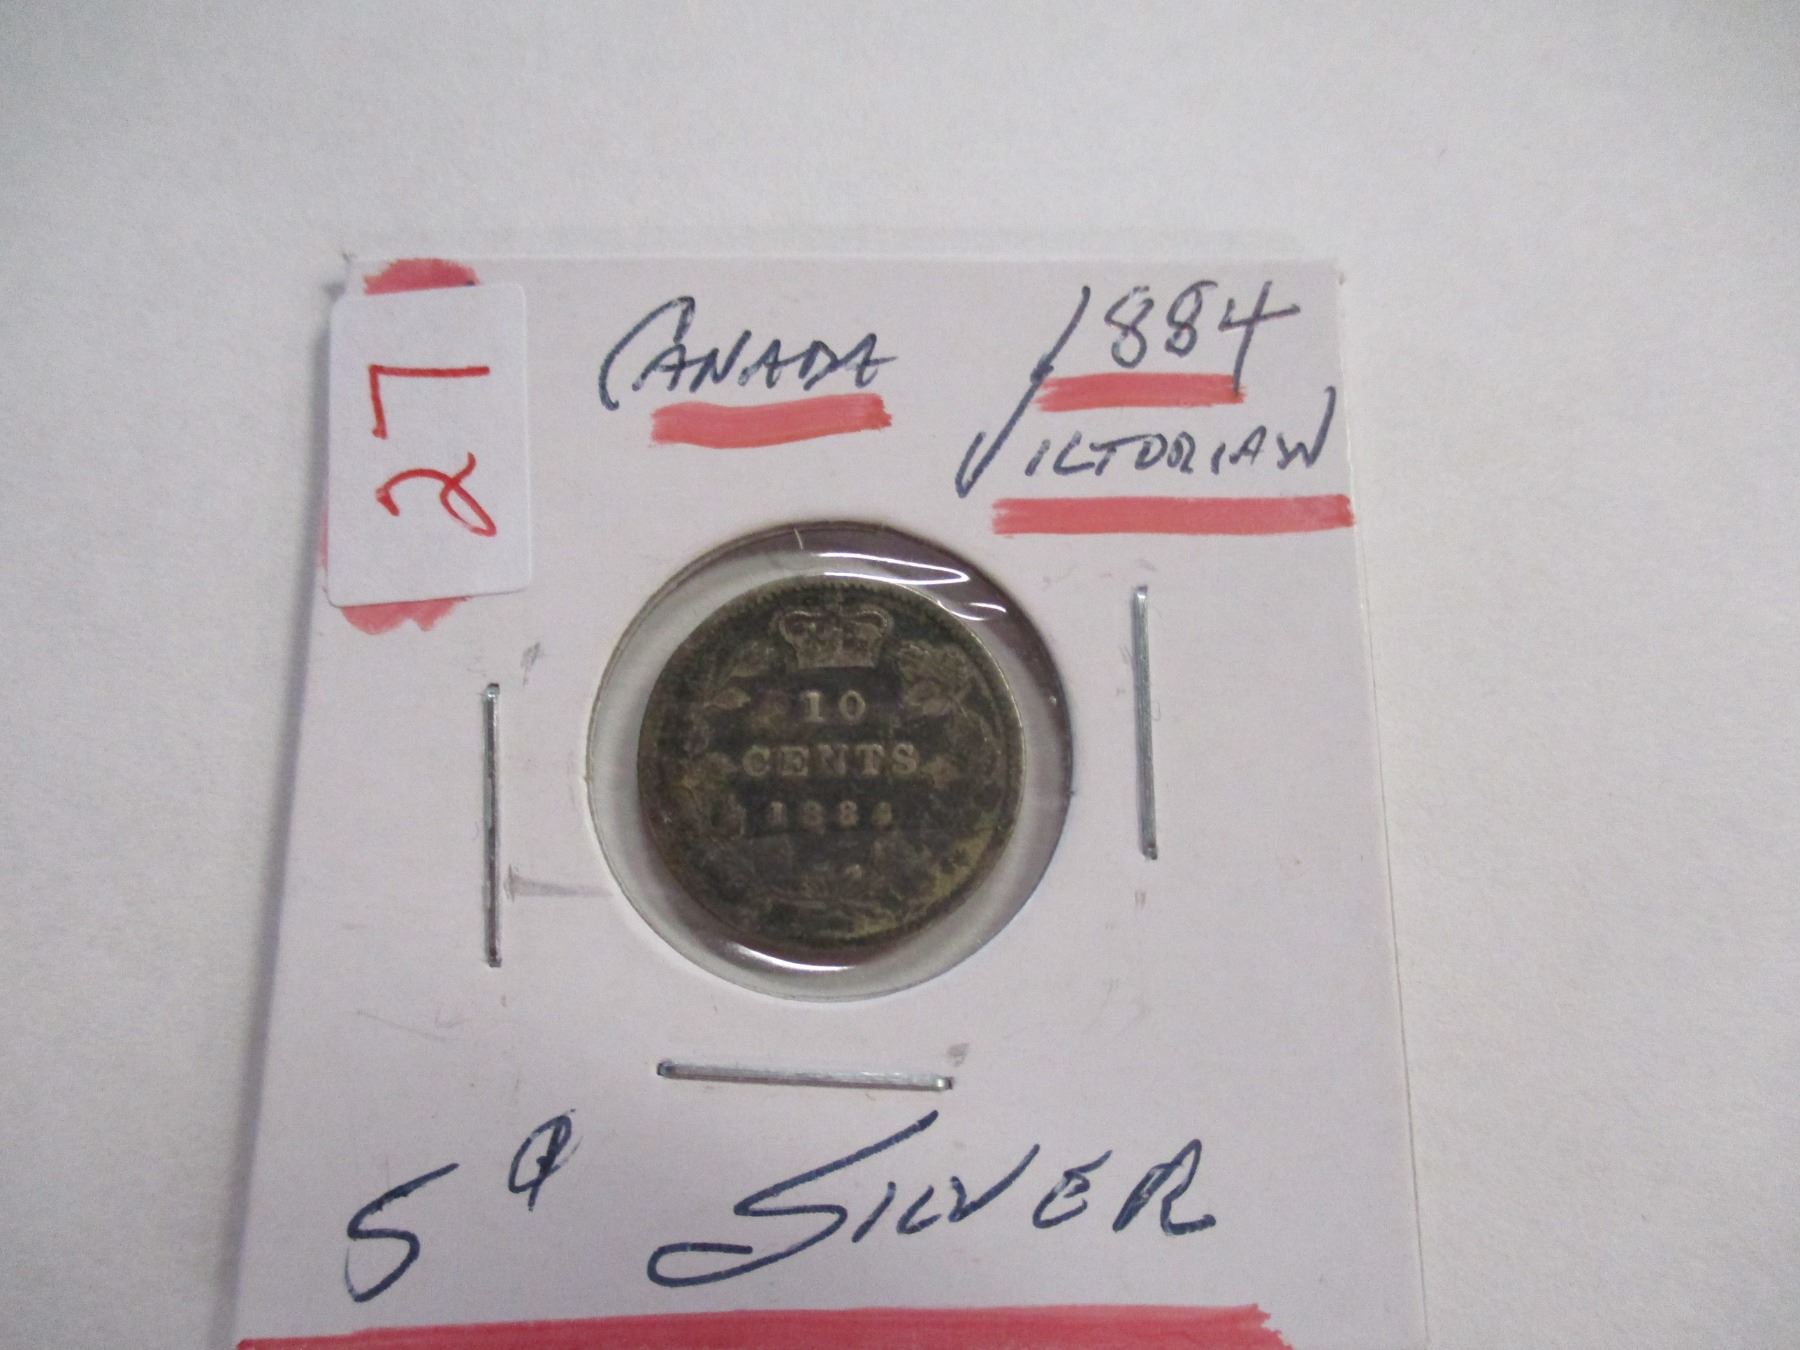 27
CANADA 1884
VICTORIAN
10
CENTS
1884
5¢ SILVER